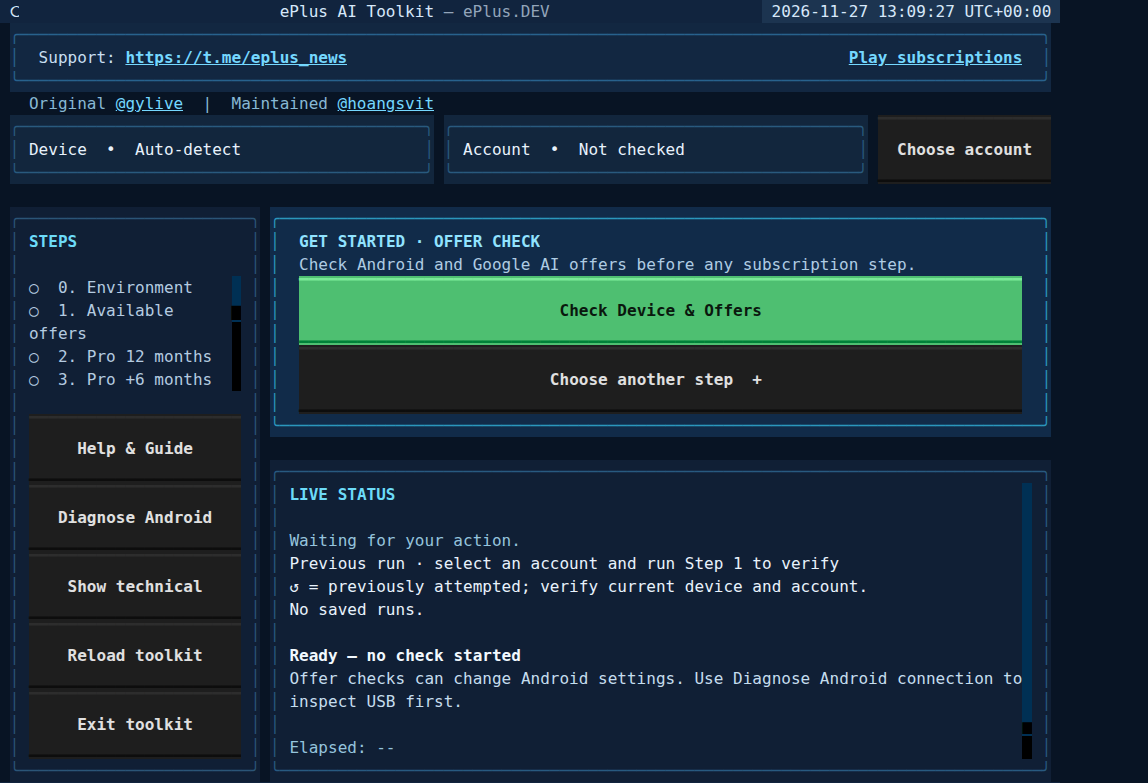 C
ePlus AI Toolkit — ePlus.DEV
2026-11-27 13:09:27 UTC+00:00
Support: https://t.me/eplus_news
Play subscriptions
Original @gylive | Maintained @hoangsvit
Device • Auto-detect
Account • Not checked
Choose account
STEPS
○ 0. Environment
○ 1. Available
offers
○ 2. Pro 12 months
○ 3. Pro +6 months
Help & Guide
Diagnose Android
Show technical
Reload toolkit
Exit toolkit
GET STARTED · OFFER CHECK
Check Android and Google AI offers before any subscription step.
Check Device & Offers
Choose another step +
LIVE STATUS
Waiting for your action.
Previous run · select an account and run Step 1 to verify
↺ = previously attempted; verify current device and account.
No saved runs.
Ready — no check started
Offer checks can change Android settings. Use Diagnose Android connection to
inspect USB first.
Elapsed: --